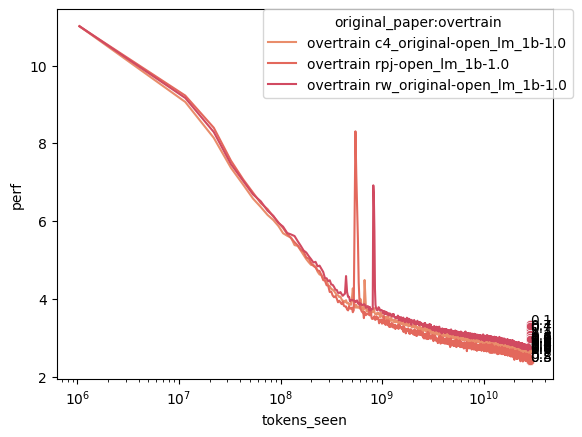 original_paper:overtrain
overtrain c4_original-open_lm_1b-1.0
overtrain rpj-open_lm_1b-1.0
overtrain rw_original-open_lm_1b-1.0
perf
10
8
6
4
2
0.1
10^6
10^7
10^8
10^9
10^10
tokens_seen